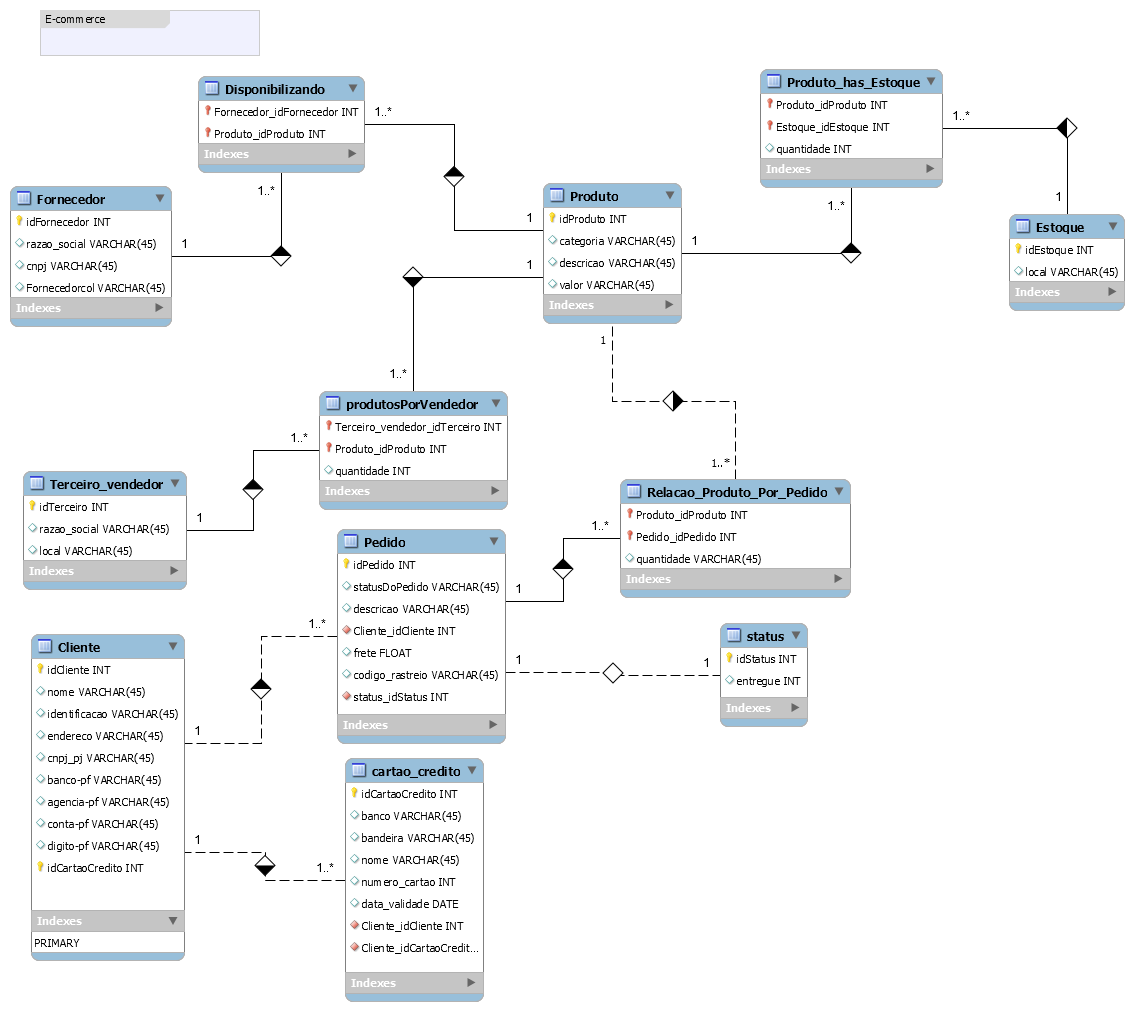 E-commerce
Disponibilizando
Fornecedor_idFornecedor INT
Produto_idProduto INT
Indexes
1..*
1..*
Produto_has_Estoque
Produto_idProduto INT
Estoque_idEstoque INT
quantidade INT
Indexes
1..*
1..*
1
Fornecedor
idFornecedor INT
razao_social VARCHAR(45)
cnpj VARCHAR(45)
Fornecedorcol VARCHAR(45)
Indexes
1
Produto
idProduto INT
categoria VARCHAR(45)
descricao VARCHAR(45)
valor VARCHAR(45)
Indexes
1
1
1
1
Estoque
idEstoque INT
local VARCHAR(45)
Indexes
1..*
produtosPorVendedor
Terceiro_vendedor_idTerceiro INT
Produto_idProduto INT
quantidade INT
Indexes
1..*
Terceiro_vendedor
idTerceiro INT
razao_social VARCHAR(45)
local VARCHAR(45)
Indexes
1
1..*
Relacao_Produto_Por_Pedido
Produto_idProduto INT
Pedido_idPedido INT
quantidade VARCHAR(45)
Indexes
1..*
Pedido
idPedido INT
statusDoPedido VARCHAR(45)
descricao VARCHAR(45)
Cliente_idCliente INT
frete FLOAT
codigo_rastreio VARCHAR(45)
status_idStatus INT
Indexes
1
1
1
1..*
status
idStatus INT
entregue INT
Indexes
Cliente
idCliente INT
nome VARCHAR(45)
identificacao VARCHAR(45)
endereco VARCHAR(45)
cnpj_pj VARCHAR(45)
banco-pf VARCHAR(45)
agencia-pf VARCHAR(45)
conta-pf VARCHAR(45)
digito-pf VARCHAR(45)
idCartaoCredito INT
Indexes
PRIMARY
1
1
1..*
cartao_credito
idCartaoCredito INT
banco VARCHAR(45)
bandeira VARCHAR(45)
nome VARCHAR(45)
numero_cartao INT
data_validade DATE
Cliente_idCliente INT
Cliente_idCartaoCredit...
Indexes